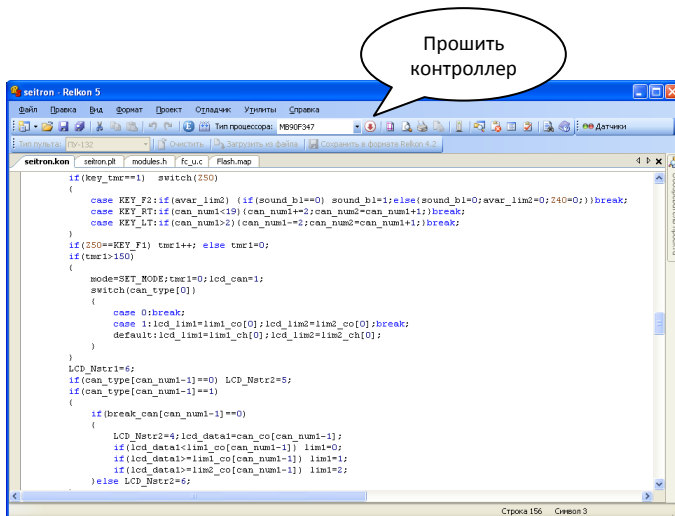 Прошить
контроллер
seitron - Relkon 5
Файл Правка Вид Формат Проект Отладчик Утилиты Справка
Тип процессора: MB90F347 Датчики
Тип пульта: ПУ-132 Очистить Загрузить из файла Сохранить в формате Relkon 4.2
seitron.kon seitron.plt modules.h fc_u.c Flash.map
if(key_tmr==1) switch(Z50)
{
case KEY_F2:if(avar_lim2) {if(sound_bl==0) sound_bl=1;else{sound_bl=0;avar_lim2=0;Z40=0;}}break;
case KEY_RT:if(can_num1<19){can_num1+=2;can_num2=can_num1+1;}break;
case KEY_LT:if(can_num1>2){can_num1-=2;can_num2=can_num1+1;}break;
}
if(Z50==KEY_F1) tmr1++; else tmr1=0;
if(tmr1>150)
{
mode=SET_MODE;tmr1=0;lcd_can=1;
switch(can_type[0])
{
case 0:break;
case 1:lcd_lim1=lim1_co[0];lcd_lim2=lim2_co[0];break;
default:lcd_lim1=lim1_ch[0];lcd_lim2=lim2_ch[0];
}
}
LCD_Nstr1=6;
if(can_type[can_num1-1]==0) LCD_Nstr2=5;
if(can_type[can_num1-1]==1)
{
if(break_can[can_num1-1]==0)
{
LCD_Nstr2=4;lcd_data1=can_co[can_num1-1];
if(lcd_data1<lim1_co[can_num1-1]) lim1=0;
if(lcd_data1>=lim1_co[can_num1-1]) lim1=1;
if(lcd_data1>=lim2_co[can_num1-1]) lim1=2;
}else LCD_Nstr2=6;
Строка 156 Символ 3